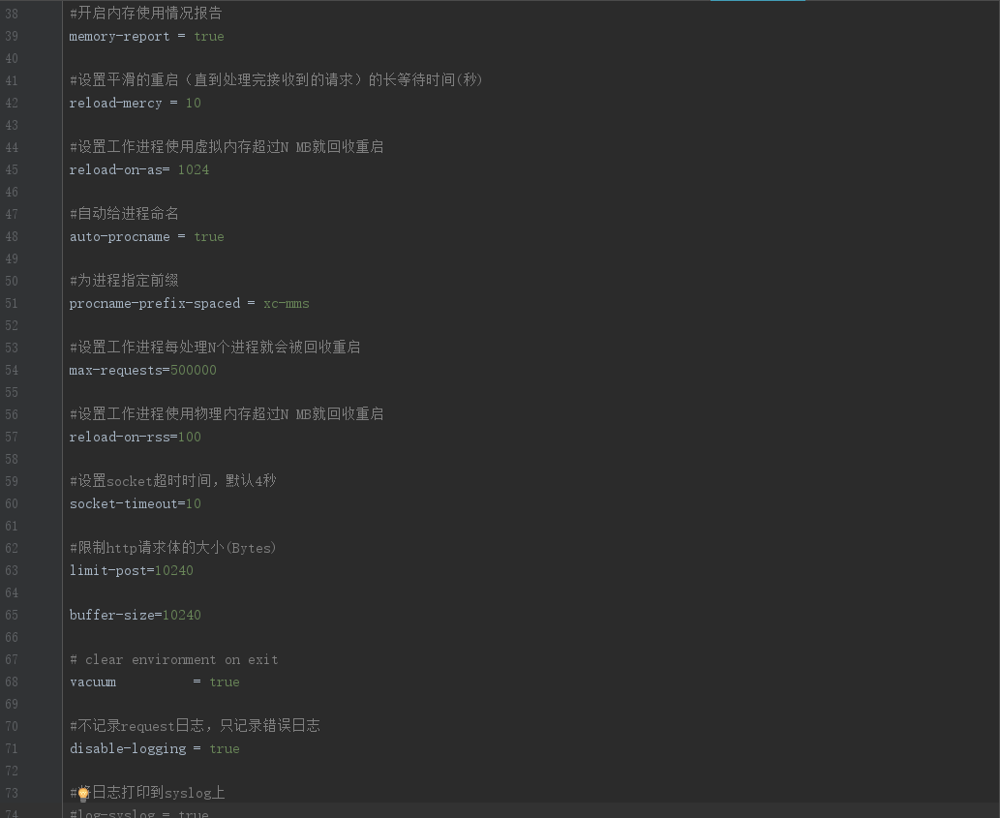 38 #开启内存使用情况报告
39 memory-report = true
40
41 #设置平滑的重启（直到处理完接收到的请求）的长等待时间(秒)
42 reload-mercy = 10
43
44 #设置工作进程使用虚拟内存超过N MB就回收重启
45 reload-on-as= 1024
46
47 #自动给进程命名
48 auto-procname = true
49
50 #为进程指定前缀
51 procname-prefix-spaced = xc-mms
52
53 #设置工作进程每处理N个进程就会被回收重启
54 max-requests=500000
55
56 #设置工作进程使用物理内存超过N MB就回收重启
57 reload-on-rss=100
58
59 #设置socket超时时间，默认4秒
60 socket-timeout=10
61
62 #限制http请求体的大小(Bytes)
63 limit-post=10240
64
65 buffer-size=10240
66
67 # clear environment on exit
68 vacuum          = true
69
70 #不记录request日志，只记录错误日志
71 disable-logging = true
72
73 #将日志打印到syslog上
74 #log-syslog = true